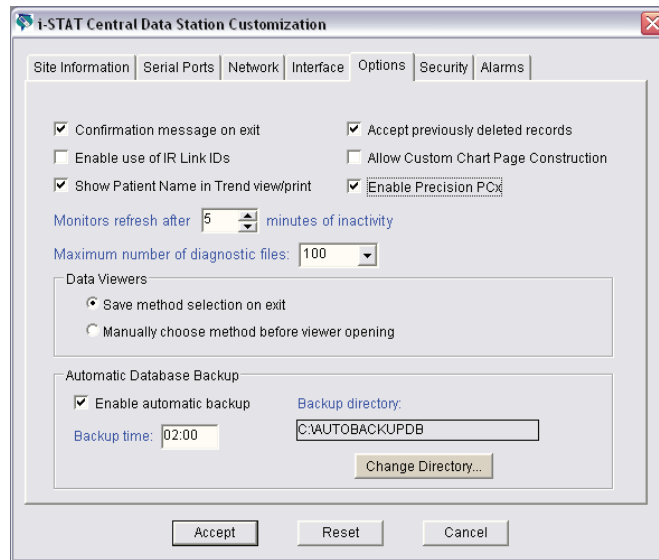 i-STAT Central Data Station Customization
Site Information Serial Ports Network Interface Options Security Alarms
Confirmation message on exit Accept previously deleted records
Enable use of IR Link IDs Allow Custom Chart Page Construction
Show Patient Name in Trend view/print Enable Precision PCx
Monitors refresh after 5 minutes of inactivity
Maximum number of diagnostic files: 100
Data Viewers
Save method selection on exit
Manually choose method before viewer opening
Automatic Database Backup
Enable automatic backup Backup directory:
Backup time: 02:00 C:\AUTOBACKUPDB
Change Directory...
Accept Reset Cancel